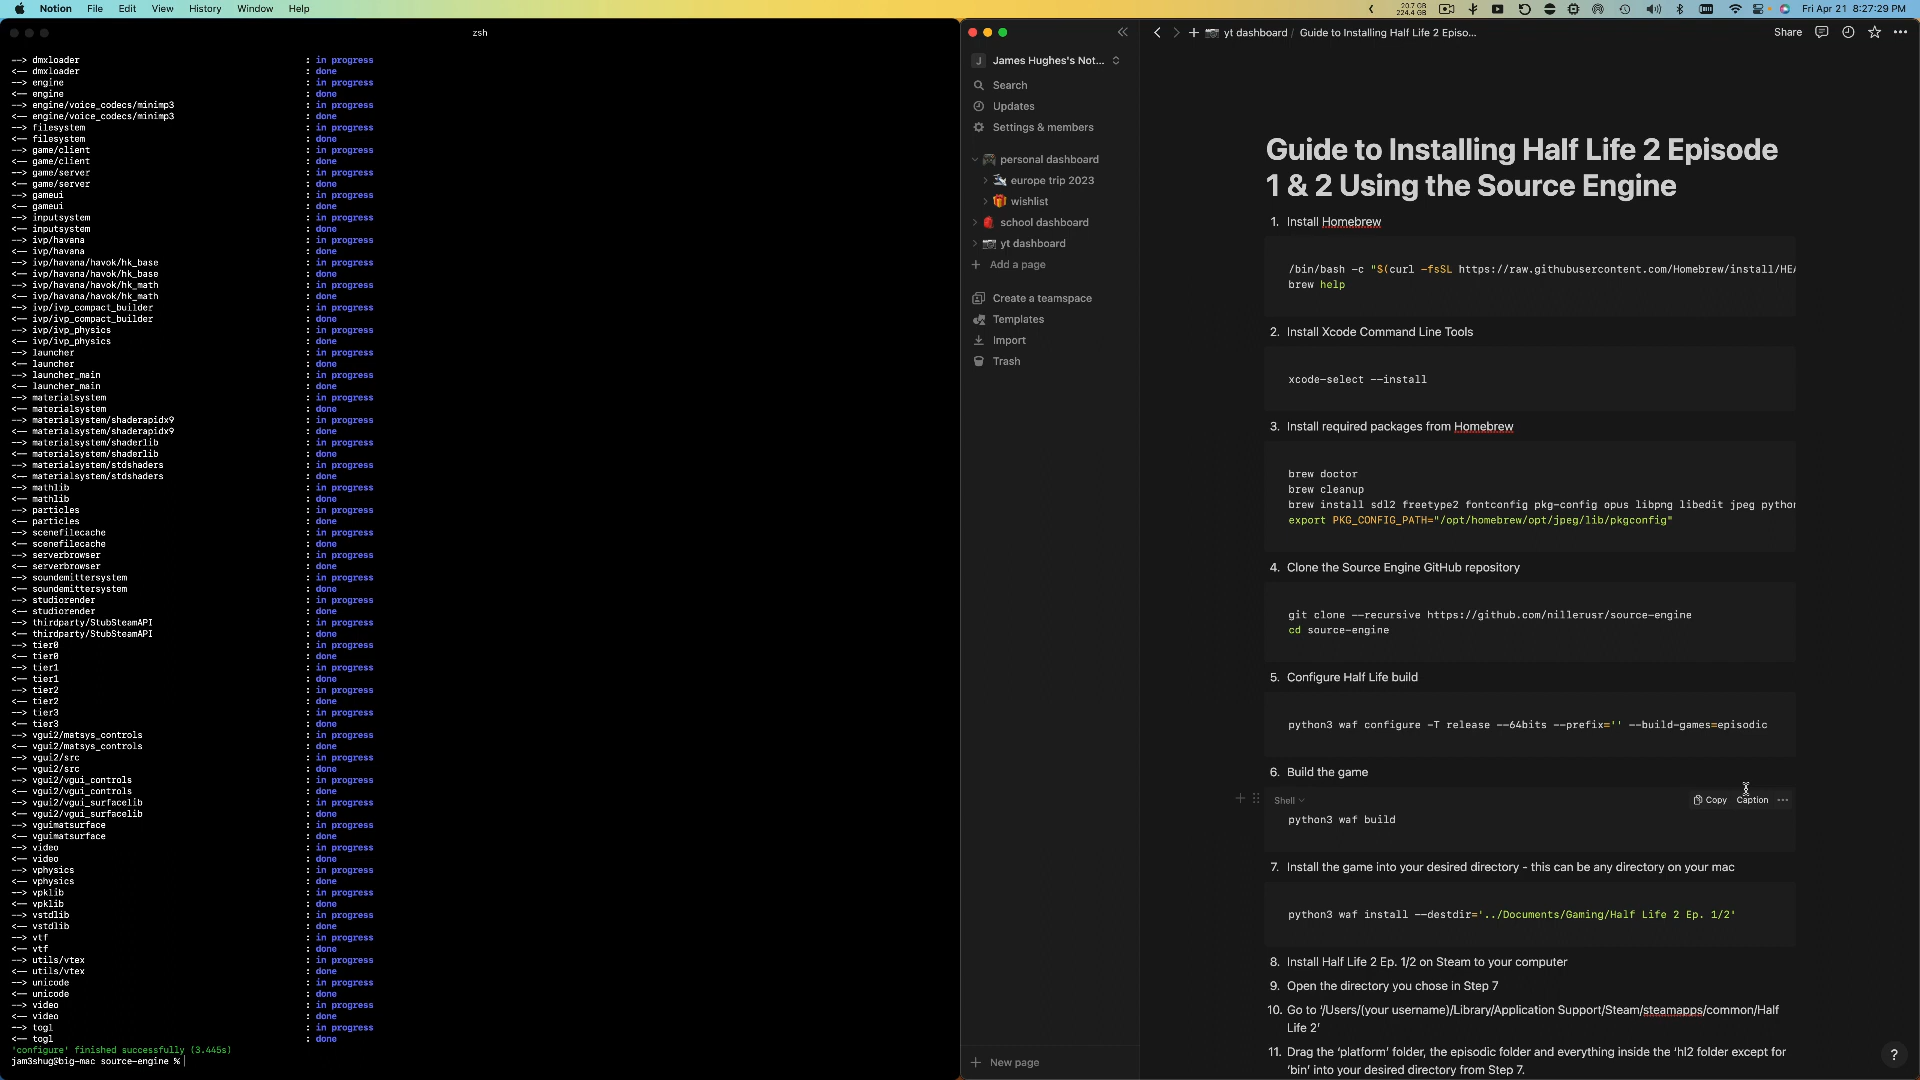 Notion File Edit View History Window Help
20.7 GB
224.4 GB
Fri Apr 21 8:27:29 PM
zsh
--> dmxloader : in progress
<-- dmxloader : done
--> engine : in progress
<-- engine : done
--> engine/voice_codecs/minimp3 : in progress
<-- engine/voice_codecs/minimp3 : done
--> filesystem : in progress
<-- filesystem : done
--> game/client : in progress
<-- game/client : done
--> game/server : in progress
<-- game/server : done
--> gameui : in progress
<-- gameui : done
--> inputsystem : in progress
<-- inputsystem : done
--> ivp/havana : in progress
<-- ivp/havana : done
--> ivp/havana/havok/hk_base : in progress
<-- ivp/havana/havok/hk_base : done
--> ivp/havana/havok/hk_math : in progress
<-- ivp/havana/havok/hk_math : done
--> ivp/ivp_compact_builder : in progress
<-- ivp/ivp_compact_builder : done
--> ivp/ivp_physics : in progress
<-- ivp/ivp_physics : done
--> launcher : in progress
<-- launcher : done
--> launcher_main : in progress
<-- launcher_main : done
--> materialsystem : in progress
<-- materialsystem : done
--> materialsystem/shaderapidx9 : in progress
<-- materialsystem/shaderapidx9 : done
--> materialsystem/shaderlib : in progress
<-- materialsystem/shaderlib : done
--> materialsystem/stdshaders : in progress
<-- materialsystem/stdshaders : done
--> mathlib : in progress
<-- mathlib : done
--> particles : in progress
<-- particles : done
--> scenefilecache : in progress
<-- scenefilecache : done
--> serverbrowser : in progress
<-- serverbrowser : done
--> soundemittersystem : in progress
<-- soundemittersystem : done
--> studiorender : in progress
<-- studiorender : done
--> thirdparty/StubSteamAPI : in progress
<-- thirdparty/StubSteamAPI : done
--> tier0 : in progress
<-- tier0 : done
--> tier1 : in progress
<-- tier1 : done
--> tier2 : in progress
<-- tier2 : done
--> tier3 : in progress
<-- tier3 : done
--> vgui2/matsys_controls : in progress
<-- vgui2/matsys_controls : done
--> vgui2/src : in progress
<-- vgui2/src : done
--> vgui2/vgui_controls : in progress
<-- vgui2/vgui_controls : done
--> vgui2/vgui_surfacelib : in progress
<-- vgui2/vgui_surfacelib : done
--> vguimatsurface : in progress
<-- vguimatsurface : done
--> video : in progress
<-- video : done
--> vphysics : in progress
<-- vphysics : done
--> vpklib : in progress
<-- vpklib : done
--> vstdlib : in progress
<-- vstdlib : done
--> vtf : in progress
<-- vtf : done
--> utils/vtex : in progress
<-- utils/vtex : done
--> unicode : in progress
<-- unicode : done
--> video : in progress
<-- video : done
--> togl : in progress
<-- togl : done
'configure' finished successfully (3.445s)
jam3shug@big-mac source-engine %
J James Hughes's Not...
Search
Updates
Settings & members
personal dashboard
europe trip 2023
wishlist
school dashboard
yt dashboard
Add a page
Create a teamspace
Templates
Import
Trash
New page
yt dashboard / Guide to Installing Half Life 2 Episo...
Share
Guide to Installing Half Life 2 Episode
1 & 2 Using the Source Engine
1. Install Homebrew
/bin/bash -c "$(curl -fsSL https://raw.githubusercontent.com/Homebrew/install/HEA
brew help
2. Install Xcode Command Line Tools
xcode-select --install
3. Install required packages from Homebrew
brew doctor
brew cleanup
brew install sdl2 freetype2 fontconfig pkg-config opus libpng libedit jpeg python
export PKG_CONFIG_PATH="/opt/homebrew/opt/jpeg/lib/pkgconfig"
4. Clone the Source Engine GitHub repository
git clone --recursive https://github.com/nillerusr/source-engine
cd source-engine
5. Configure Half Life build
python3 waf configure -T release --64bits --prefix='' --build-games=episodic
6. Build the game
Shell
Copy Caption
python3 waf build
7. Install the game into your desired directory - this can be any directory on your mac
python3 waf install --destdir='../Documents/Gaming/Half Life 2 Ep. 1/2'
8. Install Half Life 2 Ep. 1/2 on Steam to your computer
9. Open the directory you chose in Step 7
10. Go to '/Users/(your username)/Library/Application Support/Steam/steamapps/common/Half
Life 2'
11. Drag the 'platform' folder, the episodic folder and everything inside the 'hl2 folder except for
'bin' into your desired directory from Step 7.
?